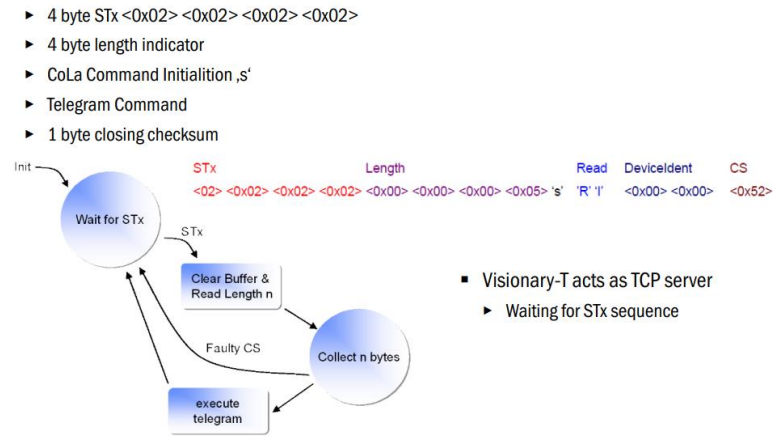 ► 4 byte STx <0x02> <0x02> <0x02> <0x02>
► 4 byte length indicator
► CoLa Command Initialition ‚s‘
► Telegram Command
► 1 byte closing checksum
Init
STx Length Read DeviceIdent CS
<02> <0x02> <0x02> <0x02> <0x00> <0x00> <0x00> <0x05> 's' 'R' 'I' <0x00> <0x00> <0x52>
Wait for STx
STx
Clear Buffer &
Read Length n
▪ Visionary-T acts as TCP server
► Waiting for STx sequence
Faulty CS
Collect n bytes
execute
telegram